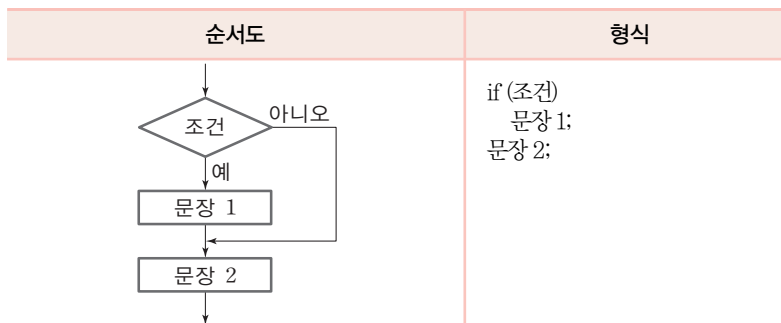 순서도
형식
조건
아니오
예
문장 1
문장 2
if (조건)
문장 1;
문장 2;